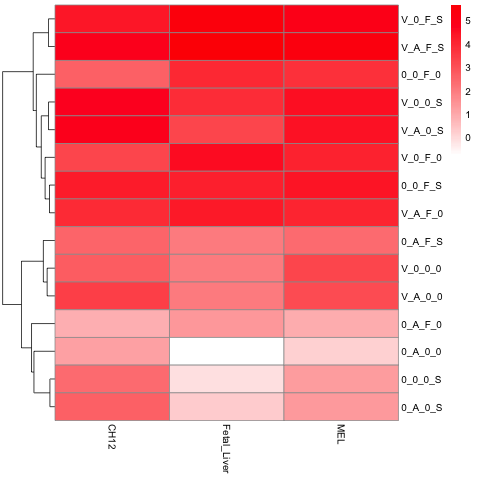 V_0_F_S
V_A_F_S
0_0_F_0
V_0_0_S
V_A_0_S
V_0_F_0
0_0_F_S
V_A_F_0
0_A_F_S
V_0_0_0
V_A_0_0
0_A_F_0
0_A_0_0
0_0_0_S
0_A_0_S
5
4
3
2
1
0
CH12
Fetal_Liver
MEL